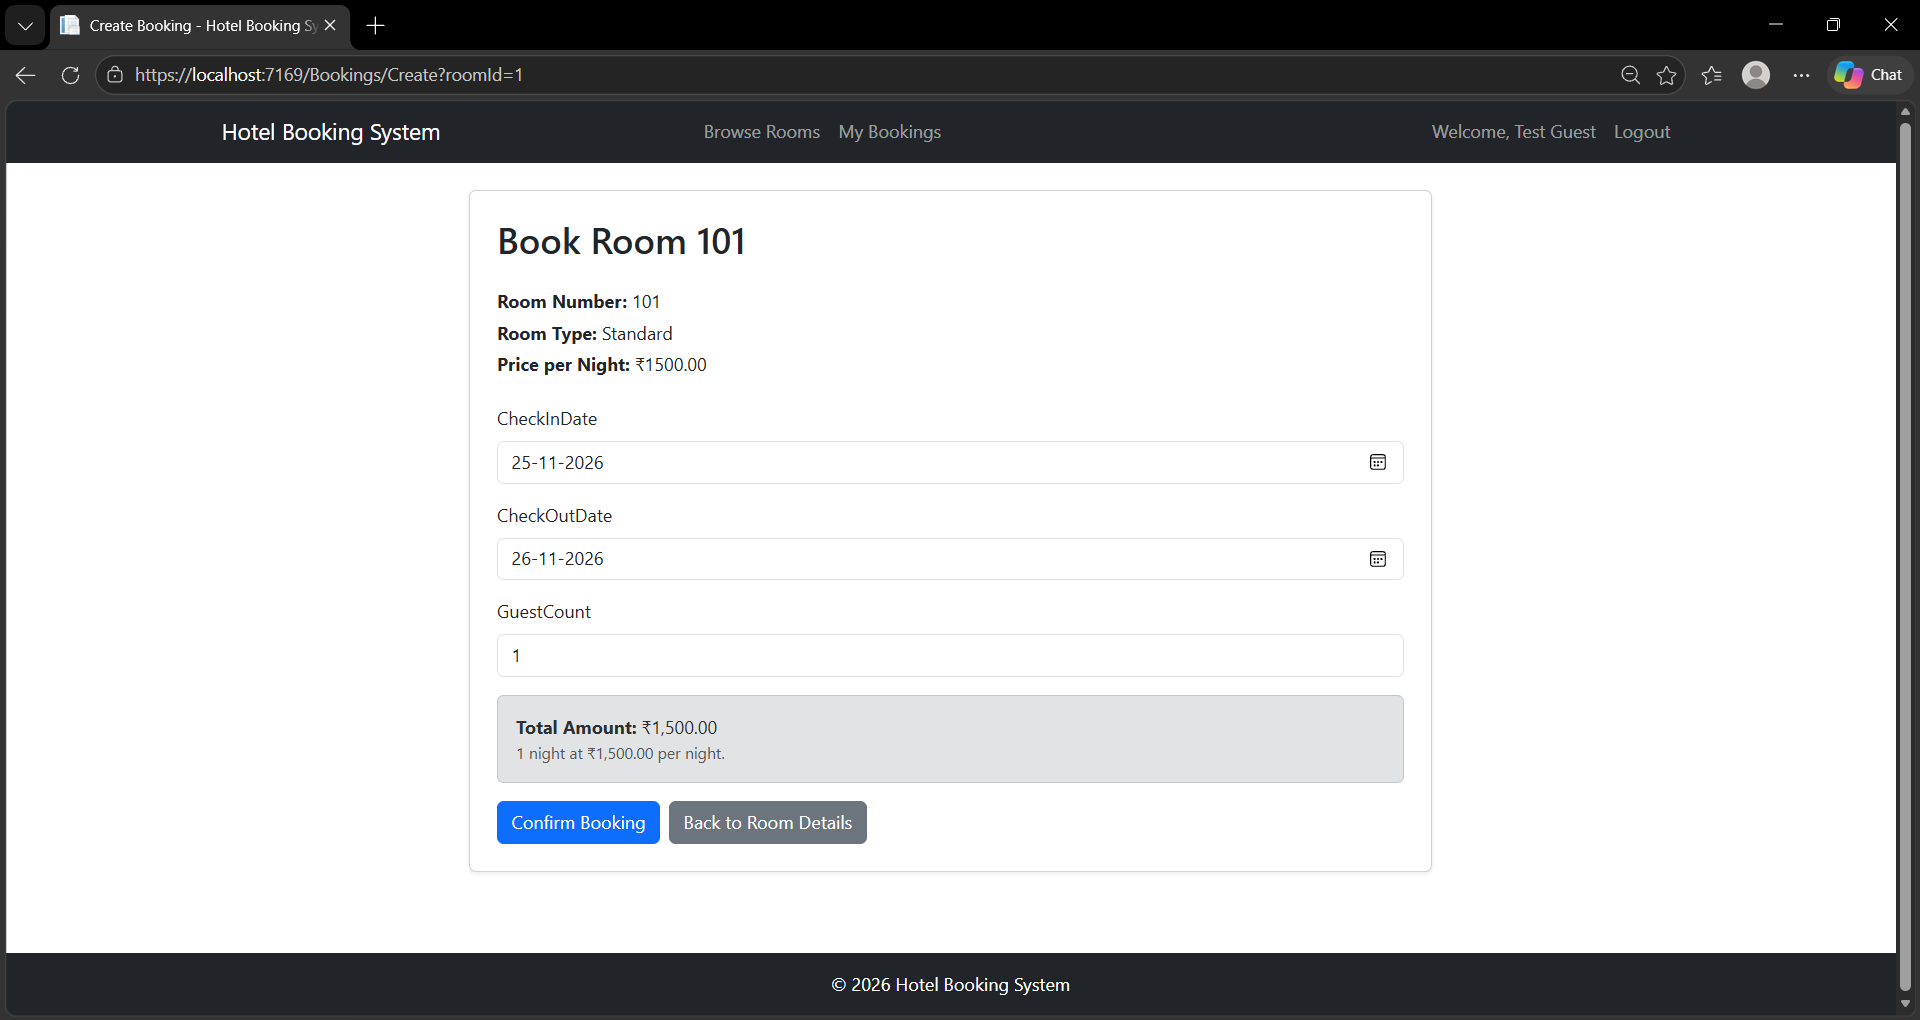 Create Booking - Hotel Booking Sy
https://localhost:7169/Bookings/Create?roomId=1
Chat
Hotel Booking System
Browse Rooms
My Bookings
Welcome, Test Guest
Logout
Book Room 101
Room Number: 101
Room Type: Standard
Price per Night: ₹1500.00
CheckInDate
25-11-2026
CheckOutDate
26-11-2026
GuestCount
1
Total Amount: ₹1,500.00
1 night at ₹1,500.00 per night.
Confirm Booking
Back to Room Details
© 2026 Hotel Booking System